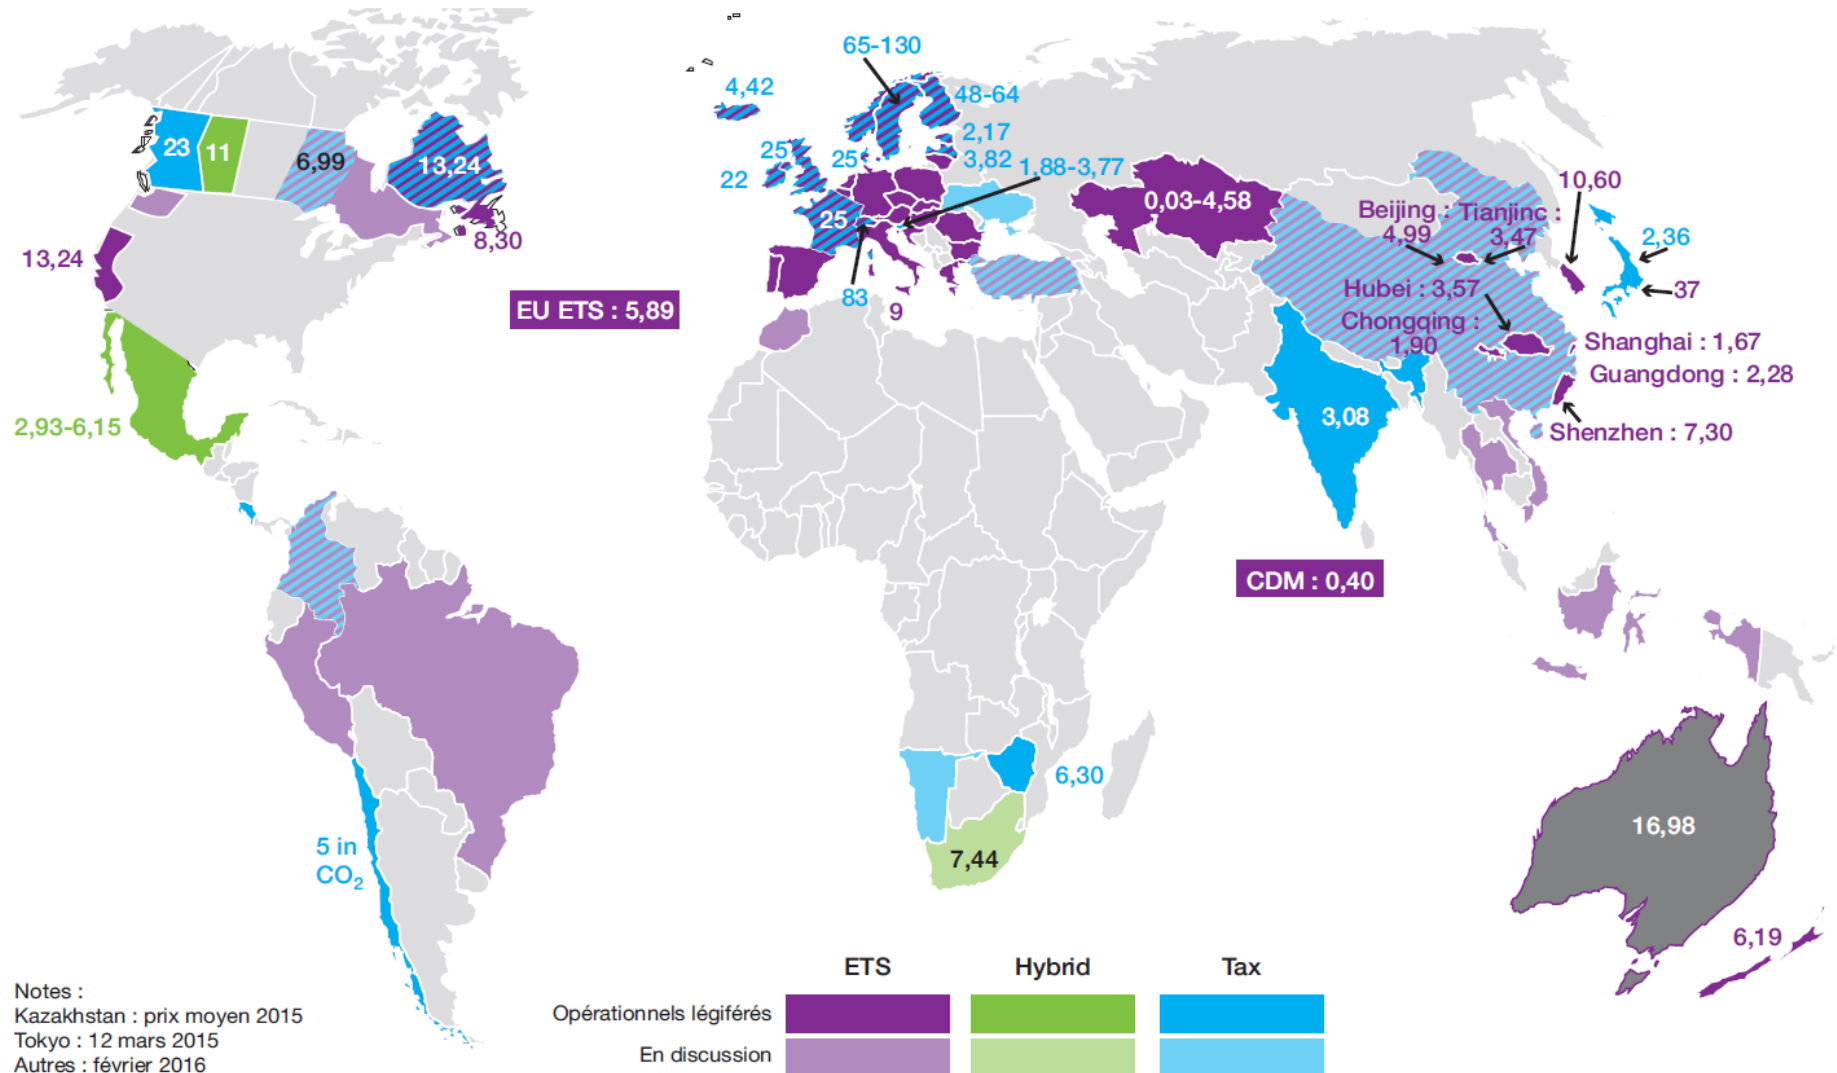 65-130
4,42
48-64
2,17
25
25
3,82
1,88-3,77
22
23
11
6,99
13,24
25
8,30
13,24
EU ETS : 5,89
83
9
0,03-4,58
10,60
Beijing :
4,99
Tianjinc :
3,47
2,36
37
Hubei : 3,57
Chongqing :
1,90
Shanghai : 1,67
Guangdong : 2,28
Shenzhen : 7,30
3,08
2,93-6,15
CDM : 0,40
6,30
7,44
5 in
CO₂
16,98
6,19
ETS
Hybrid
Tax
Opérationnels légiférés
En discussion
Notes :
Kazakhstan : prix moyen 2015
Tokyo : 12 mars 2015
Autres : février 2016